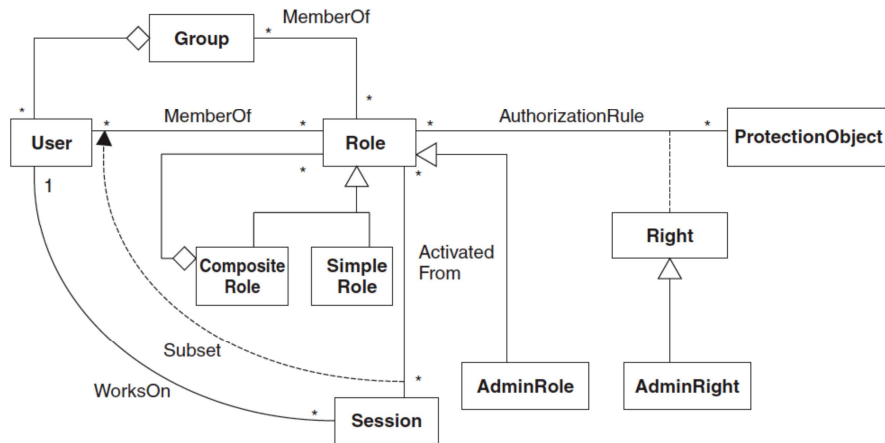 MemberOf
Group
*
*
*
*
MemberOf
*
AuthorizationRule
*
*
User
Role
ProtectionObject
1
*
*
Right
Composite
Role
Simple
Role
Activated
From
Subset
WorksOn
*
*
AdminRole
AdminRight
Session